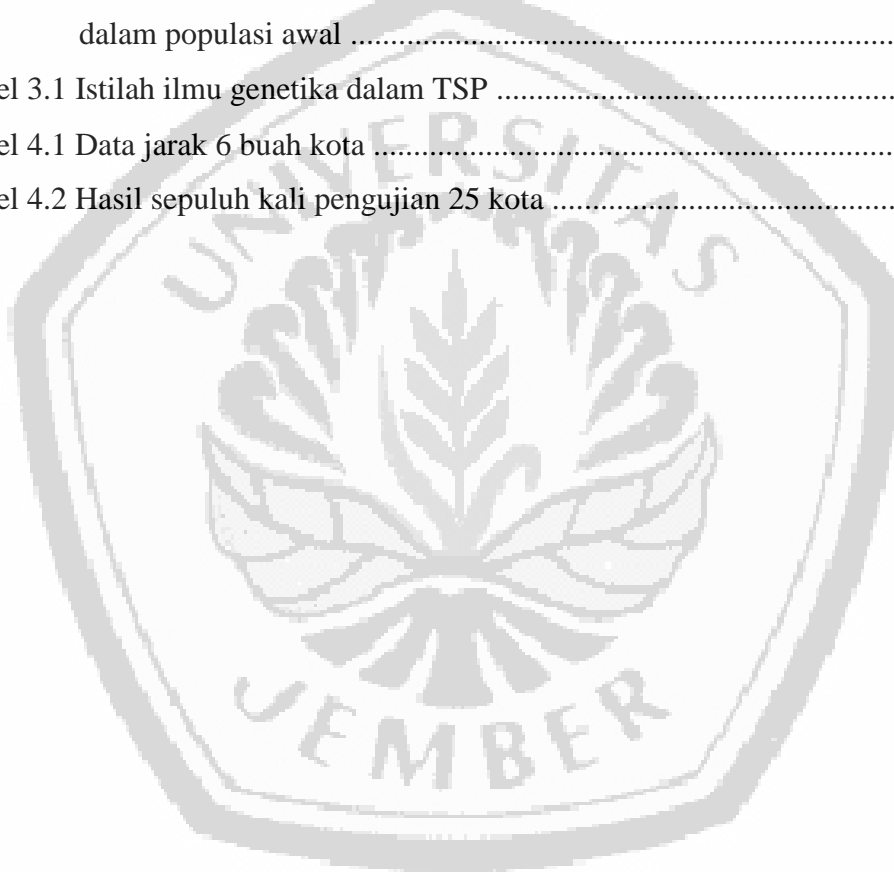 dalam populasi awal ........................................................................
el 3.1 Istilah ilmu genetika dalam TSP ....................................................
el 4.1 Data jarak 6 buah kota ....................................................................
el 4.2 Hasil sepuluh kali pengujian 25 kota .............................................
UNIVERSITAS
JEMBER